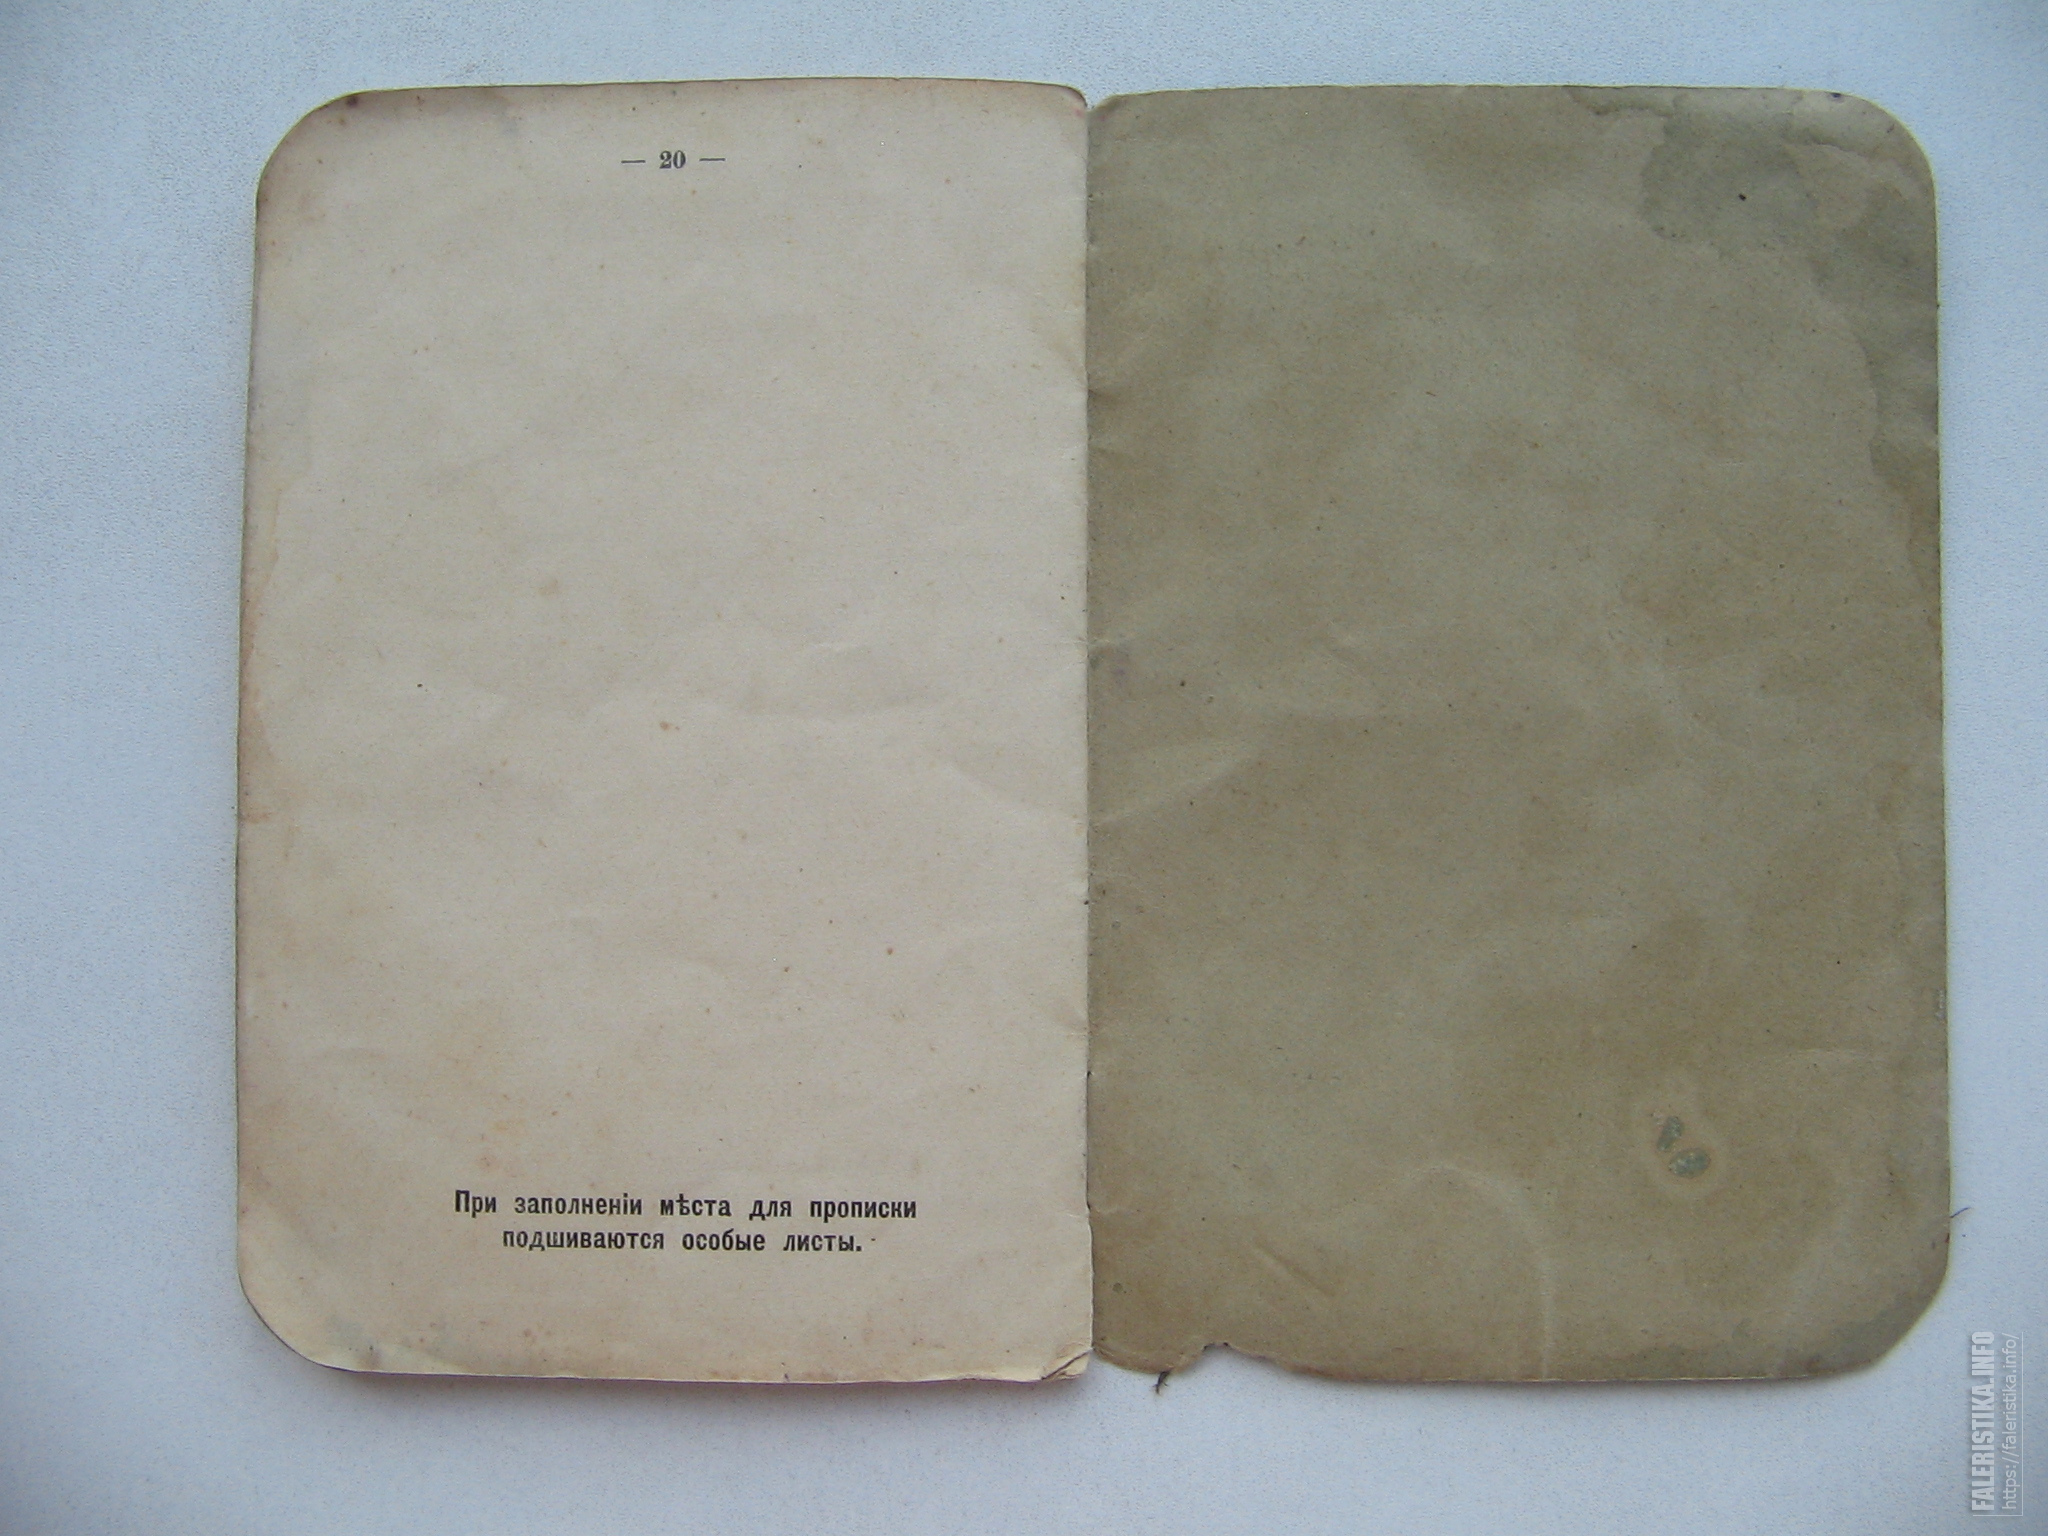 — 20 —
При заполненіи мѣста для прописки
подшиваются особые листы.
FALERISTIKA.INFO
https://faleristika.info/